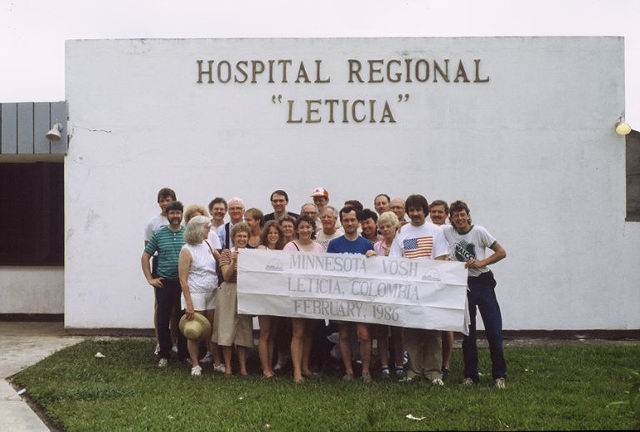 HOSPITAL REGIONAL
"LETICIA"
MINNESOTA VOSH
LETICIA, COLOMBIA
FEBRUARY, 1986